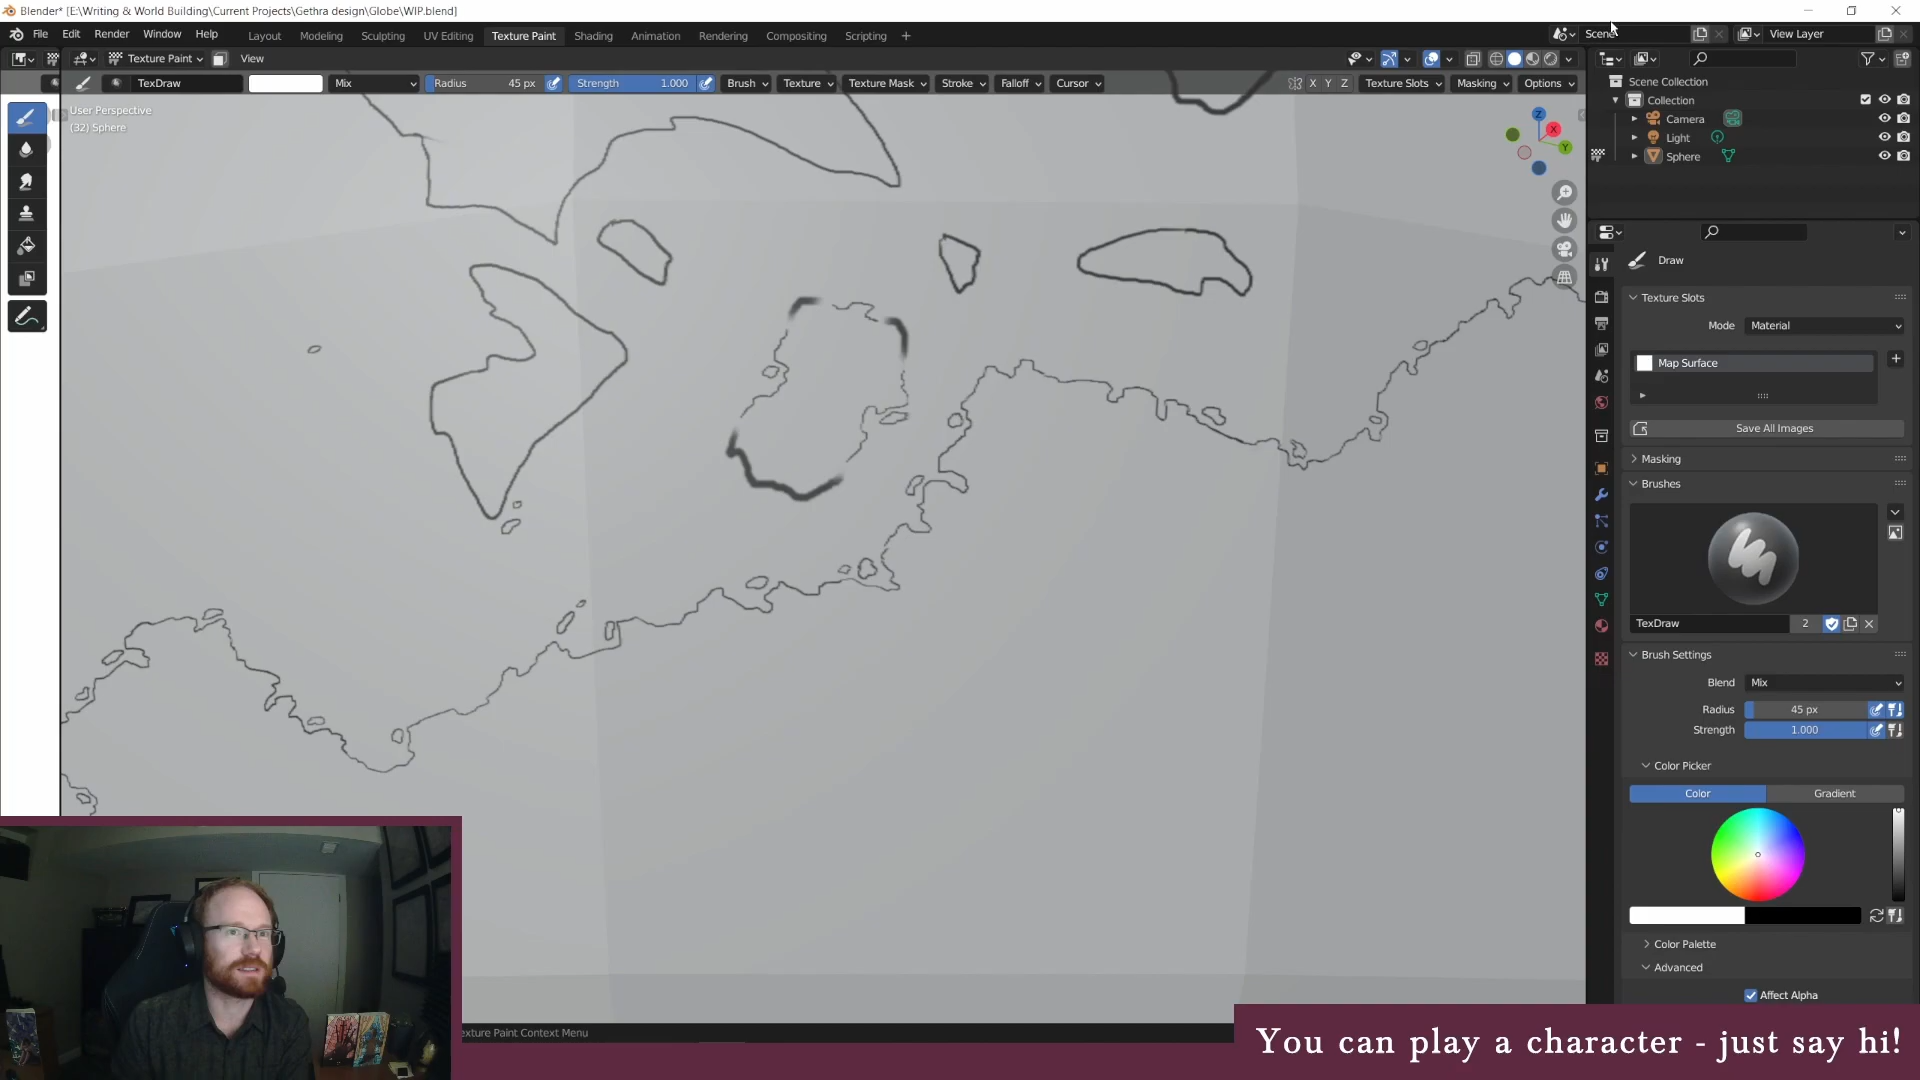 Blender* [E:\Writing & World Building\Current Projects\Gethra design\Globe\WIP.blend]
File Edit Render Window Help Layout Modeling Sculpting UV Editing Texture Paint Shading Animation Rendering Compositing Scripting + Scene View Layer
Texture Paint View
TexDraw Mix Radius 45 px Strength 1.000 Brush Texture Texture Mask Stroke Falloff Cursor X Y Z Texture Slots Masking Options
User Perspective
(32) Sphere
Z
X
Y
Scene Collection
Collection
Camera
Light
Sphere
Draw
Texture Slots
Mode Material
Map Surface
Save All Images
Masking
Brushes
TexDraw 2
Brush Settings
Blend Mix
Radius 45 px
Strength 1.000
Color Picker
Color Gradient
Color Palette
Advanced
Affect Alpha
exture Paint Context Menu
You can play a character - just say hi!